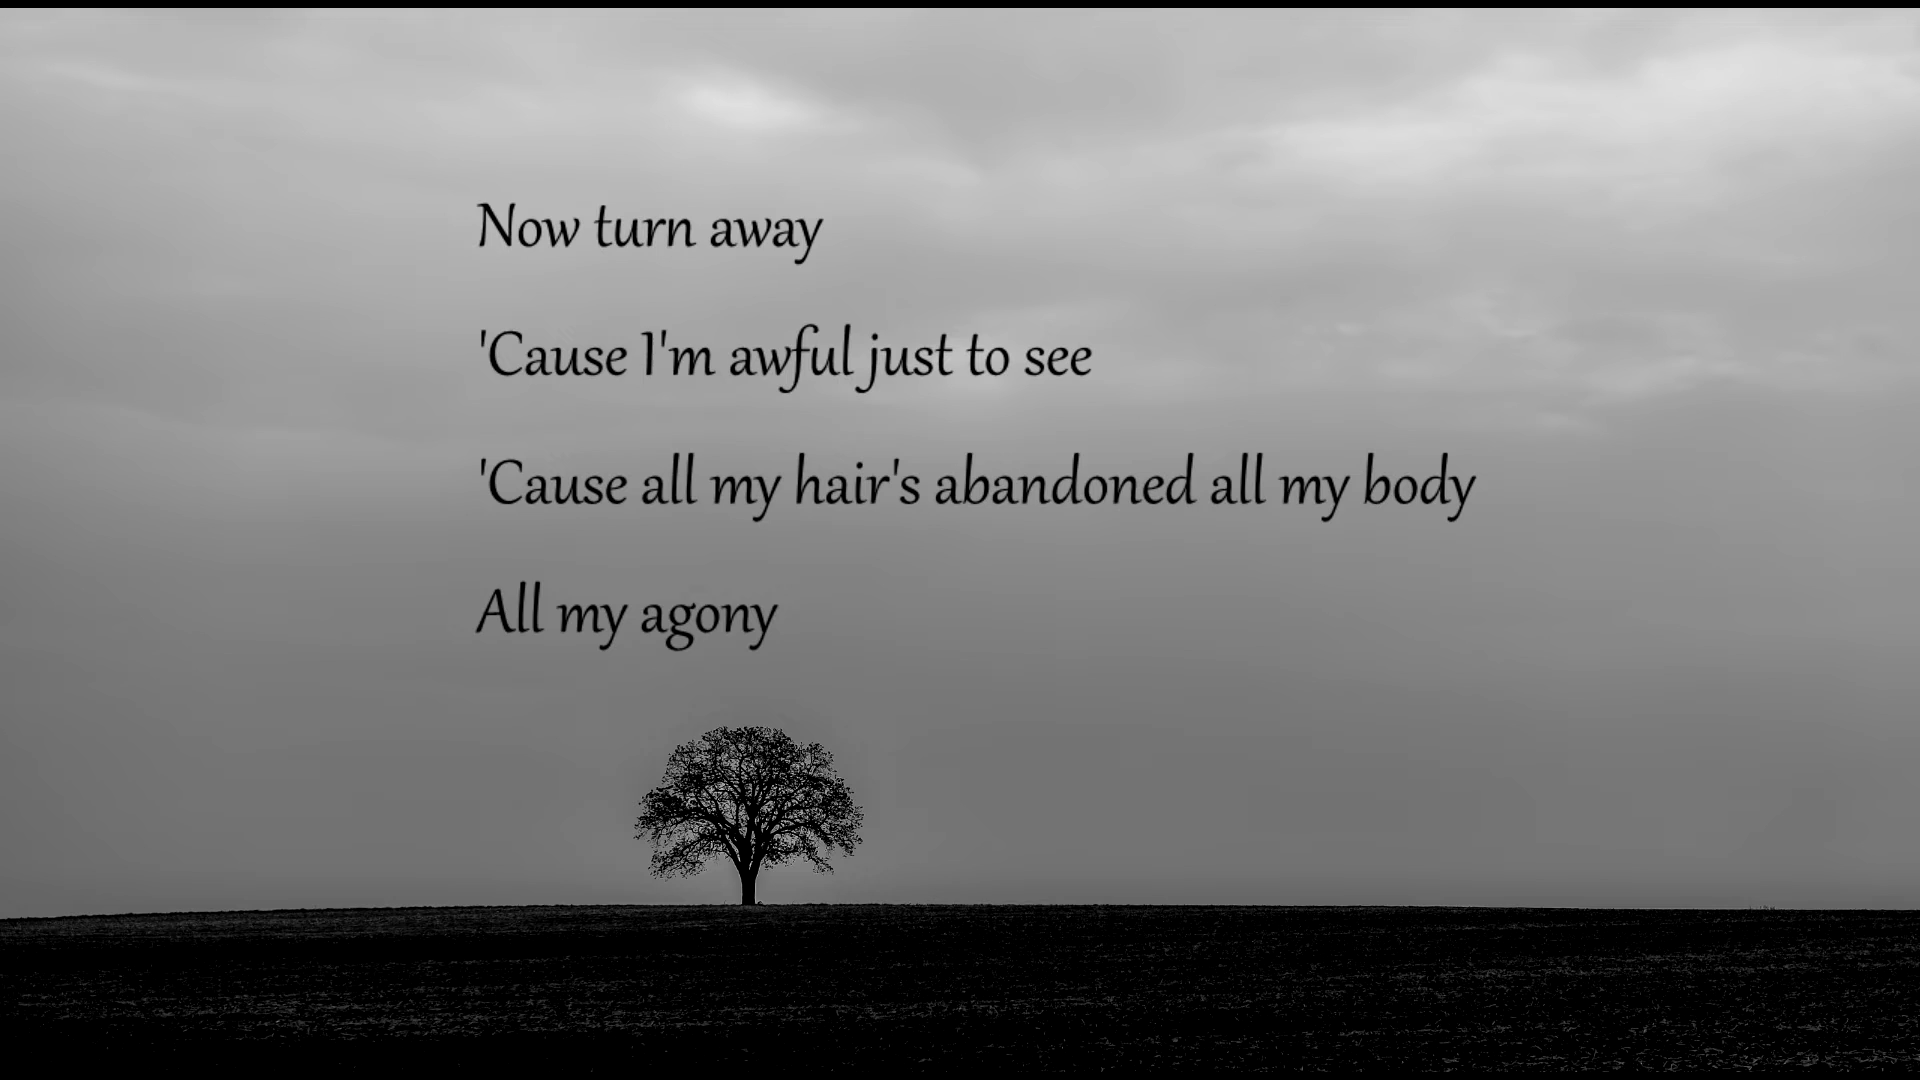 Now turn away
'Cause I'm awful just to see
'Cause all my hair's abandoned all my body
All my agony